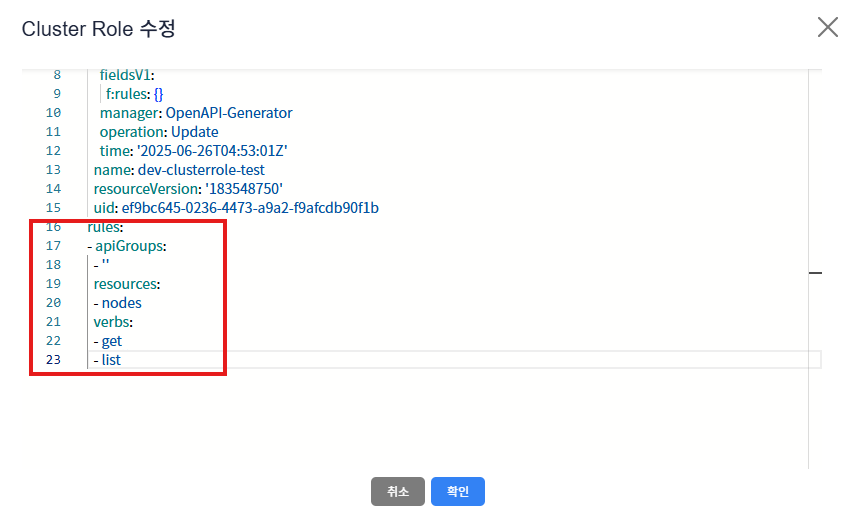 Cluster Role 수정
8 fieldsV1:
9 f:rules: {}
10 manager: OpenAPI-Generator
11 operation: Update
12 time: '2025-06-26T04:53:01Z'
13 name: dev-clusterrole-test
14 resourceVersion: '183548750'
15 uid: ef9bc645-0236-4473-a9a2-f9afcdb90f1b
16 rules:
17 - apiGroups:
18 - ''
19 resources:
20 - nodes
21 verbs:
22 - get
23 - list
취소 확인